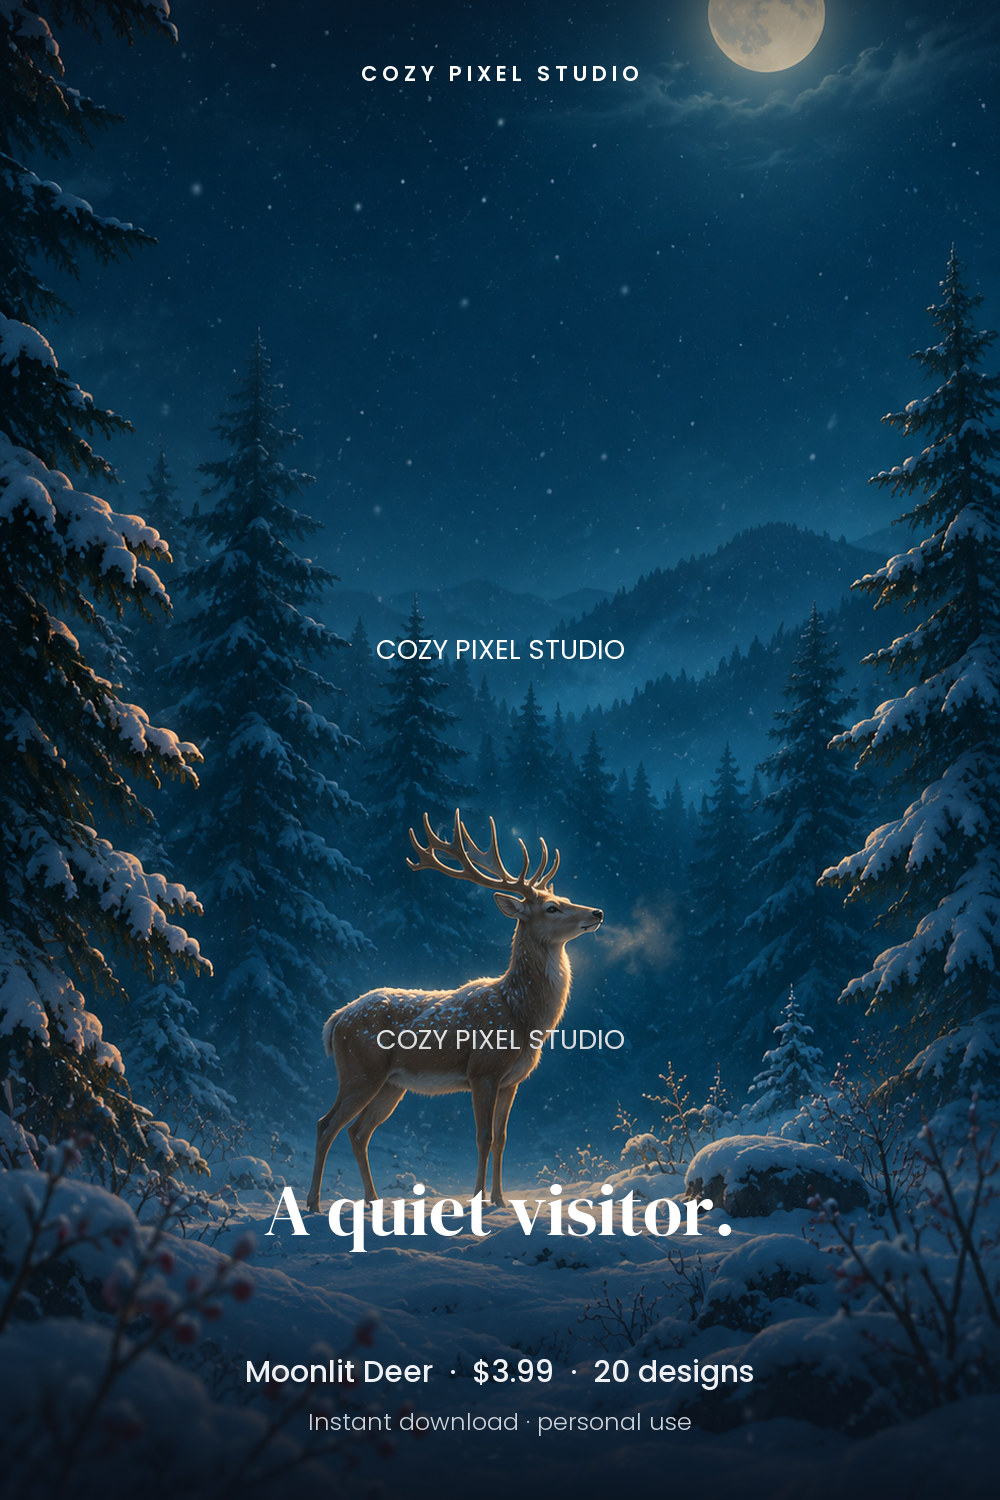 COZY PIXEL STUDIO
COZY PIXEL STUDIO
COZY PIXEL STUDIO
A quiet visitor.
Moonlit Deer · $3.99 · 20 designs
Instant download · personal use